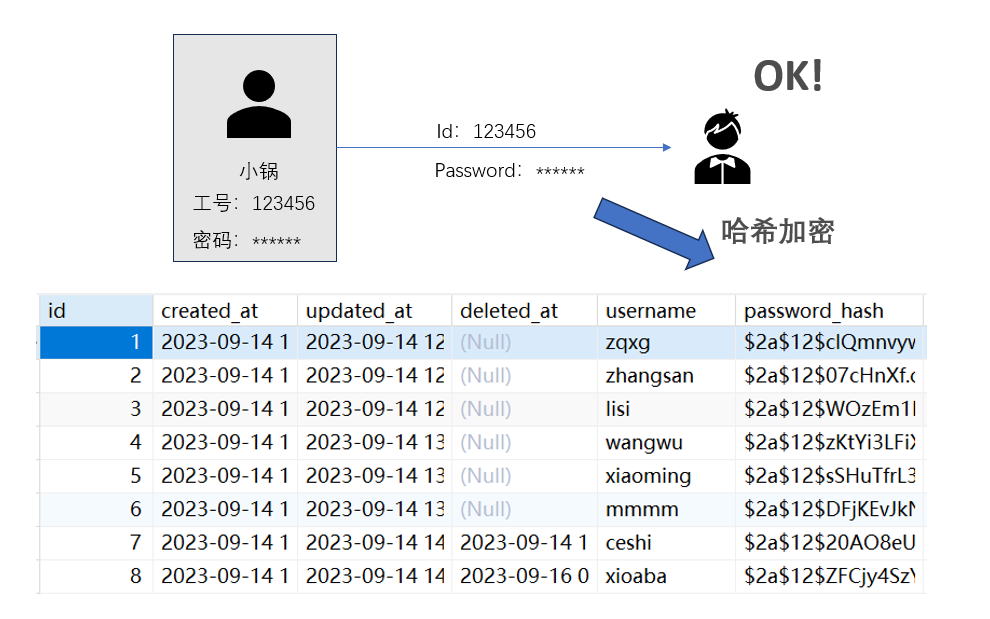 OK!
Id：123456
Password：******
小锅
工号：123456
密码：******
哈希加密
id created_at updated_at deleted_at username password_hash
1 2023-09-14 1 2023-09-14 12 (Null) zqxg $2a$12$clQmnvyw
2 2023-09-14 1 2023-09-14 12 (Null) zhangsan $2a$12$07cHnXf.
3 2023-09-14 1 2023-09-14 12 (Null) lisi $2a$12$WOzEm1
4 2023-09-14 1 2023-09-14 13 (Null) wangwu $2a$12$zKtYi3LFiX
5 2023-09-14 1 2023-09-14 13 (Null) xiaoming $2a$12$sSHuTfrL3
6 2023-09-14 1 2023-09-14 13 (Null) mmmm $2a$12$DFjKEvJkN
7 2023-09-14 1 2023-09-14 14 2023-09-14 1 ceshi $2a$12$20AO8eU
8 2023-09-14 1 2023-09-14 14 2023-09-16 0 xioaba $2a$12$ZFCjy4SzY